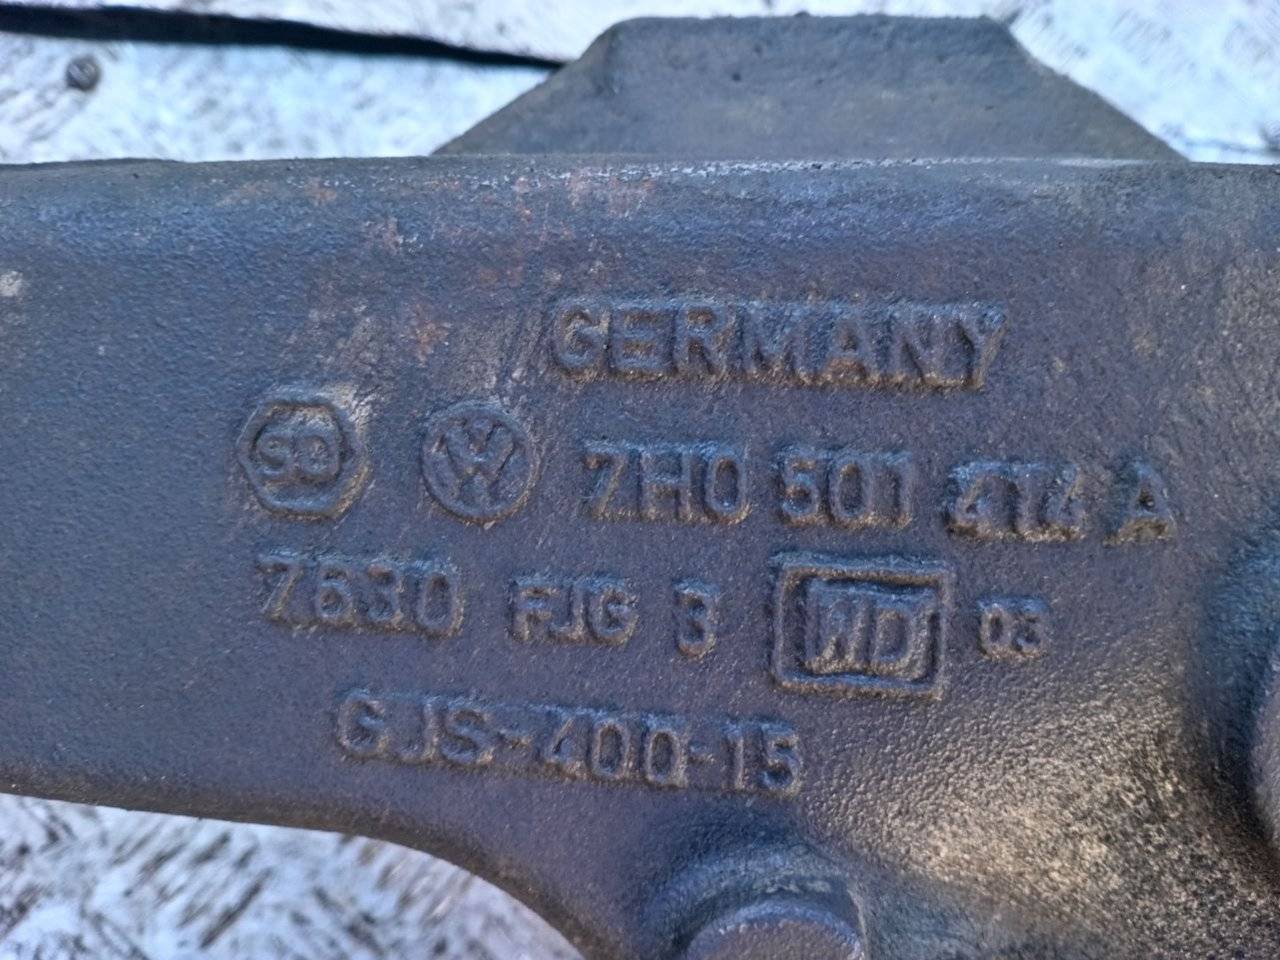 GERMANY
7H0 501 414 A
7630 FJG 3 WD 03
GJS-400-15